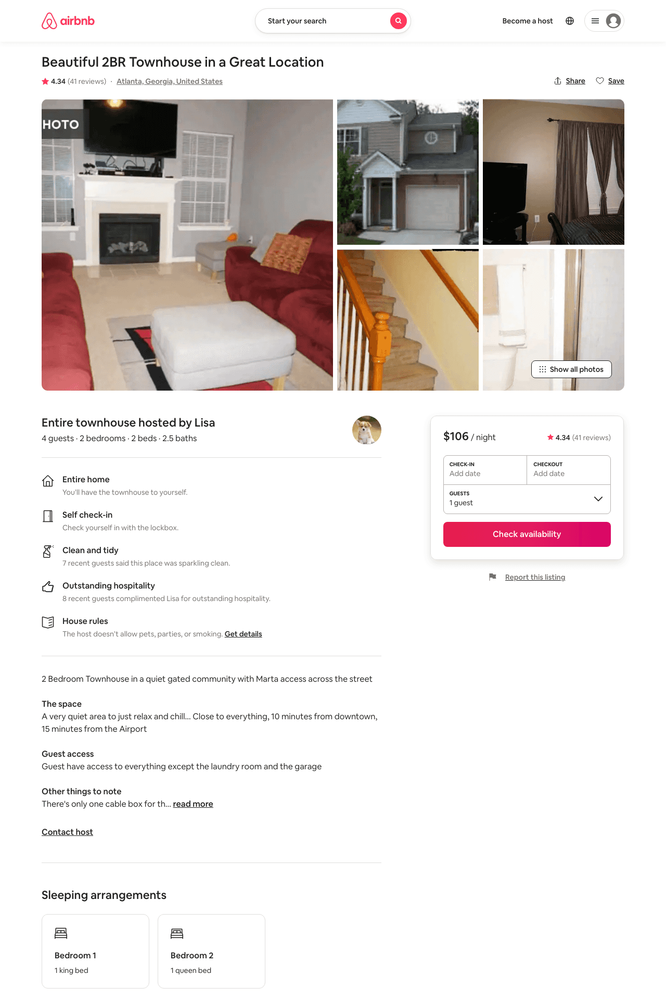 airbnb
Start your search
Become a host
Beautiful 2BR Townhouse in a Great Location
4.34 (41 reviews) · Atlanta, Georgia, United States
Share
Save
HOTO
Show all photos
Entire townhouse hosted by Lisa
4 guests · 2 bedrooms · 2 beds · 2.5 baths
Entire home
You'll have the townhouse to yourself.
Self check-in
Check yourself in with the lockbox.
Clean and tidy
7 recent guests said this place was sparkling clean.
Outstanding hospitality
8 recent guests complimented Lisa for outstanding hospitality.
House rules
The host doesn't allow pets, parties, or smoking. Get details
$106 / night
4.34 (41 reviews)
CHECK-IN
Add date
CHECKOUT
Add date
GUESTS
1 guest
Check availability
Report this listing
2 Bedroom Townhouse in a quiet gated community with Marta access across the street
The space
A very quiet area to just relax and chill... Close to everything, 10 minutes from downtown,
15 minutes from the Airport
Guest access
Guest have access to everything except the laundry room and the garage
Other things to note
There's only one cable box for th... read more
Contact host
Sleeping arrangements
Bedroom 1
1 king bed
Bedroom 2
1 queen bed